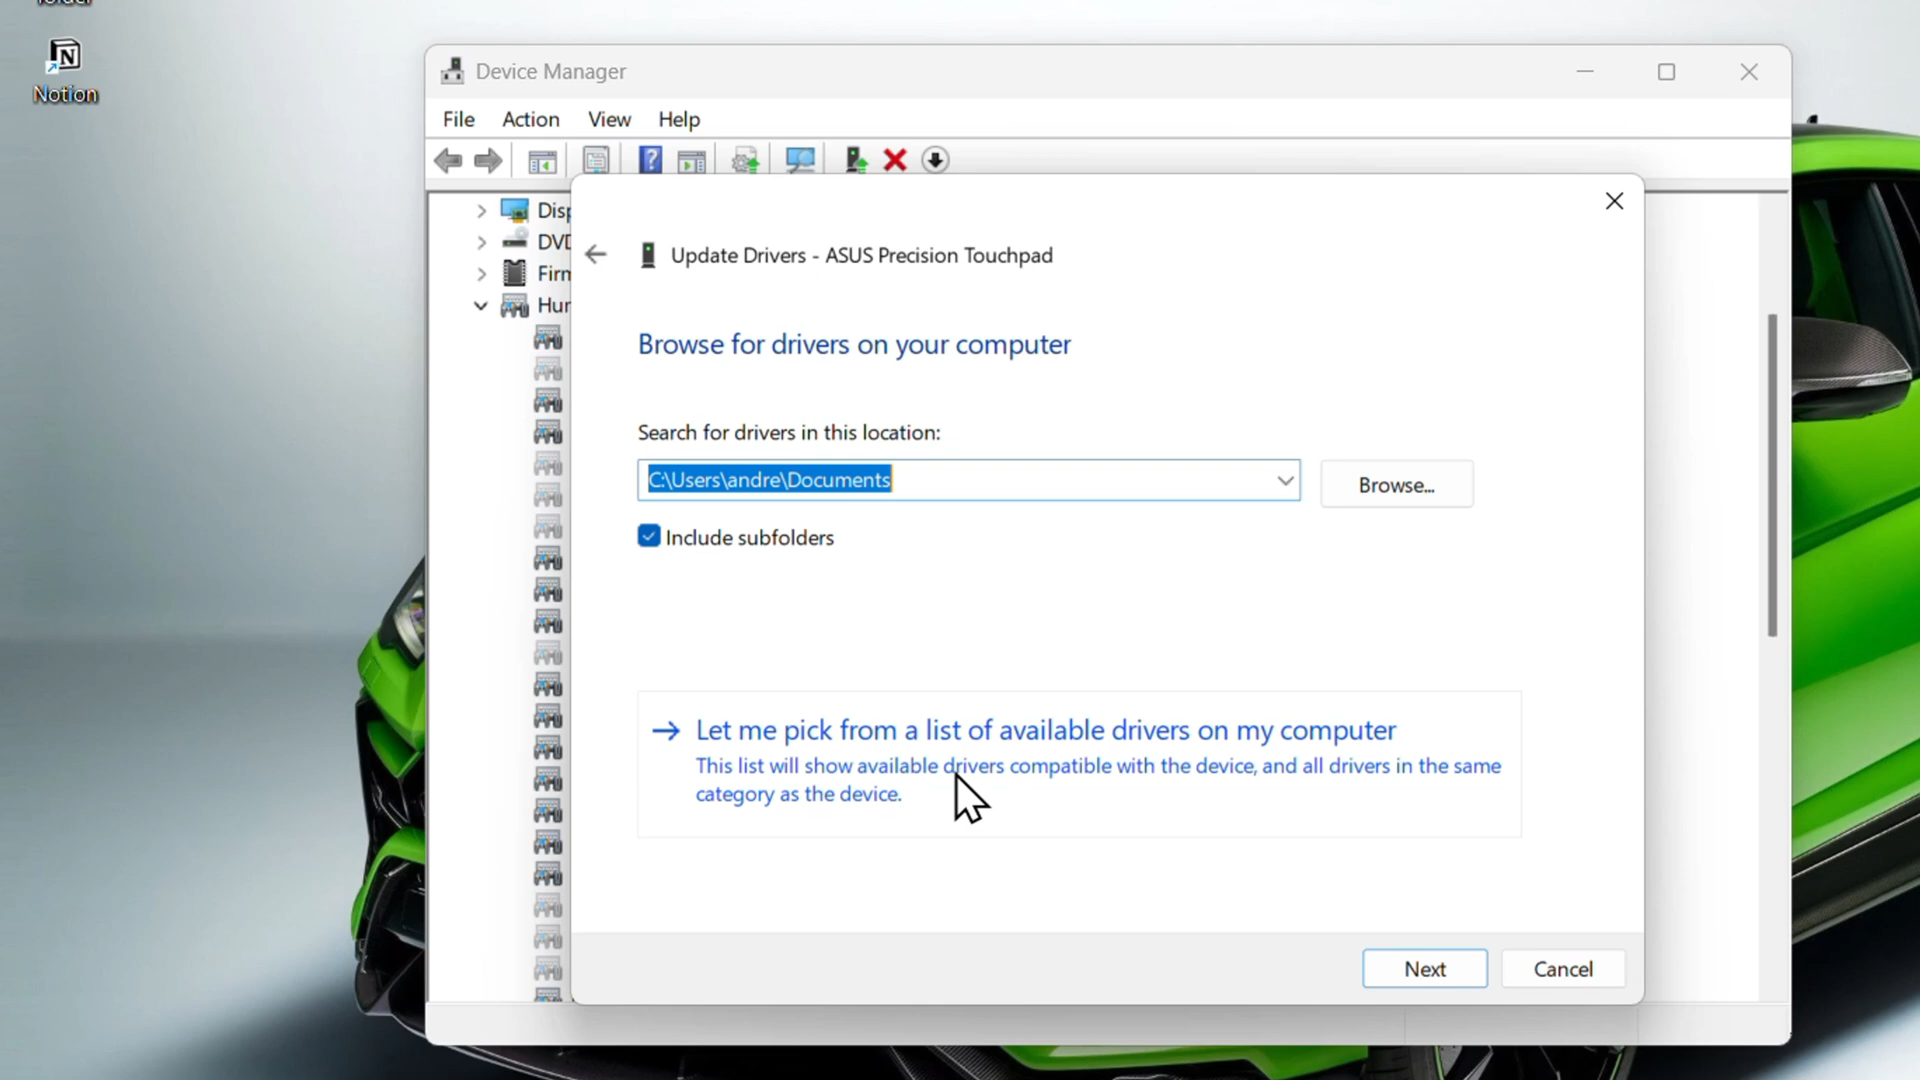 Notion
Device Manager
File Action View Help
Disp
DVD
Firm
Hur
Update Drivers - ASUS Precision Touchpad
Browse for drivers on your computer
Search for drivers in this location:
C:\Users\andre\Documents
Browse...
Include subfolders
Let me pick from a list of available drivers on my computer
This list will show available drivers compatible with the device, and all drivers in the same
category as the device.
Next
Cancel